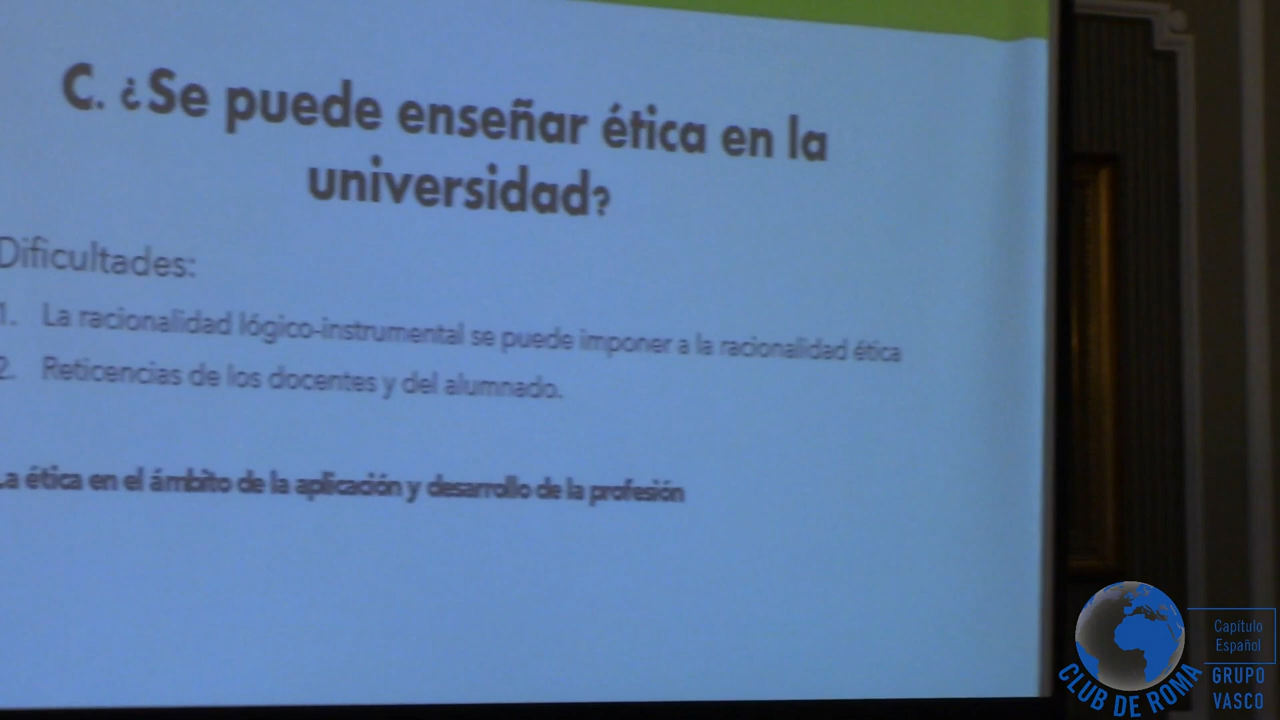 C. ¿Se puede enseñar ética en la
universidad?
Dificultades:
1. La racionalidad lógico-instrumental se puede imponer a la racionalidad ética
2. Reticencias de los docentes y del alumnado.
La ética en el ámbito de la aplicación y desarrollo de la profesión
CLUB DE ROMA
Capítulo
Español
GRUPO
VASCO